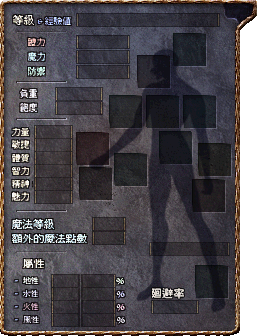 等級 & 經驗值
體力
魔力
防禦
負重
飽度
力量
敏捷
體質
智力
精神
魅力
魔法等級
額外的魔法點數
屬性
地性 %
水性 %
火性 %
風性 %
迴避率